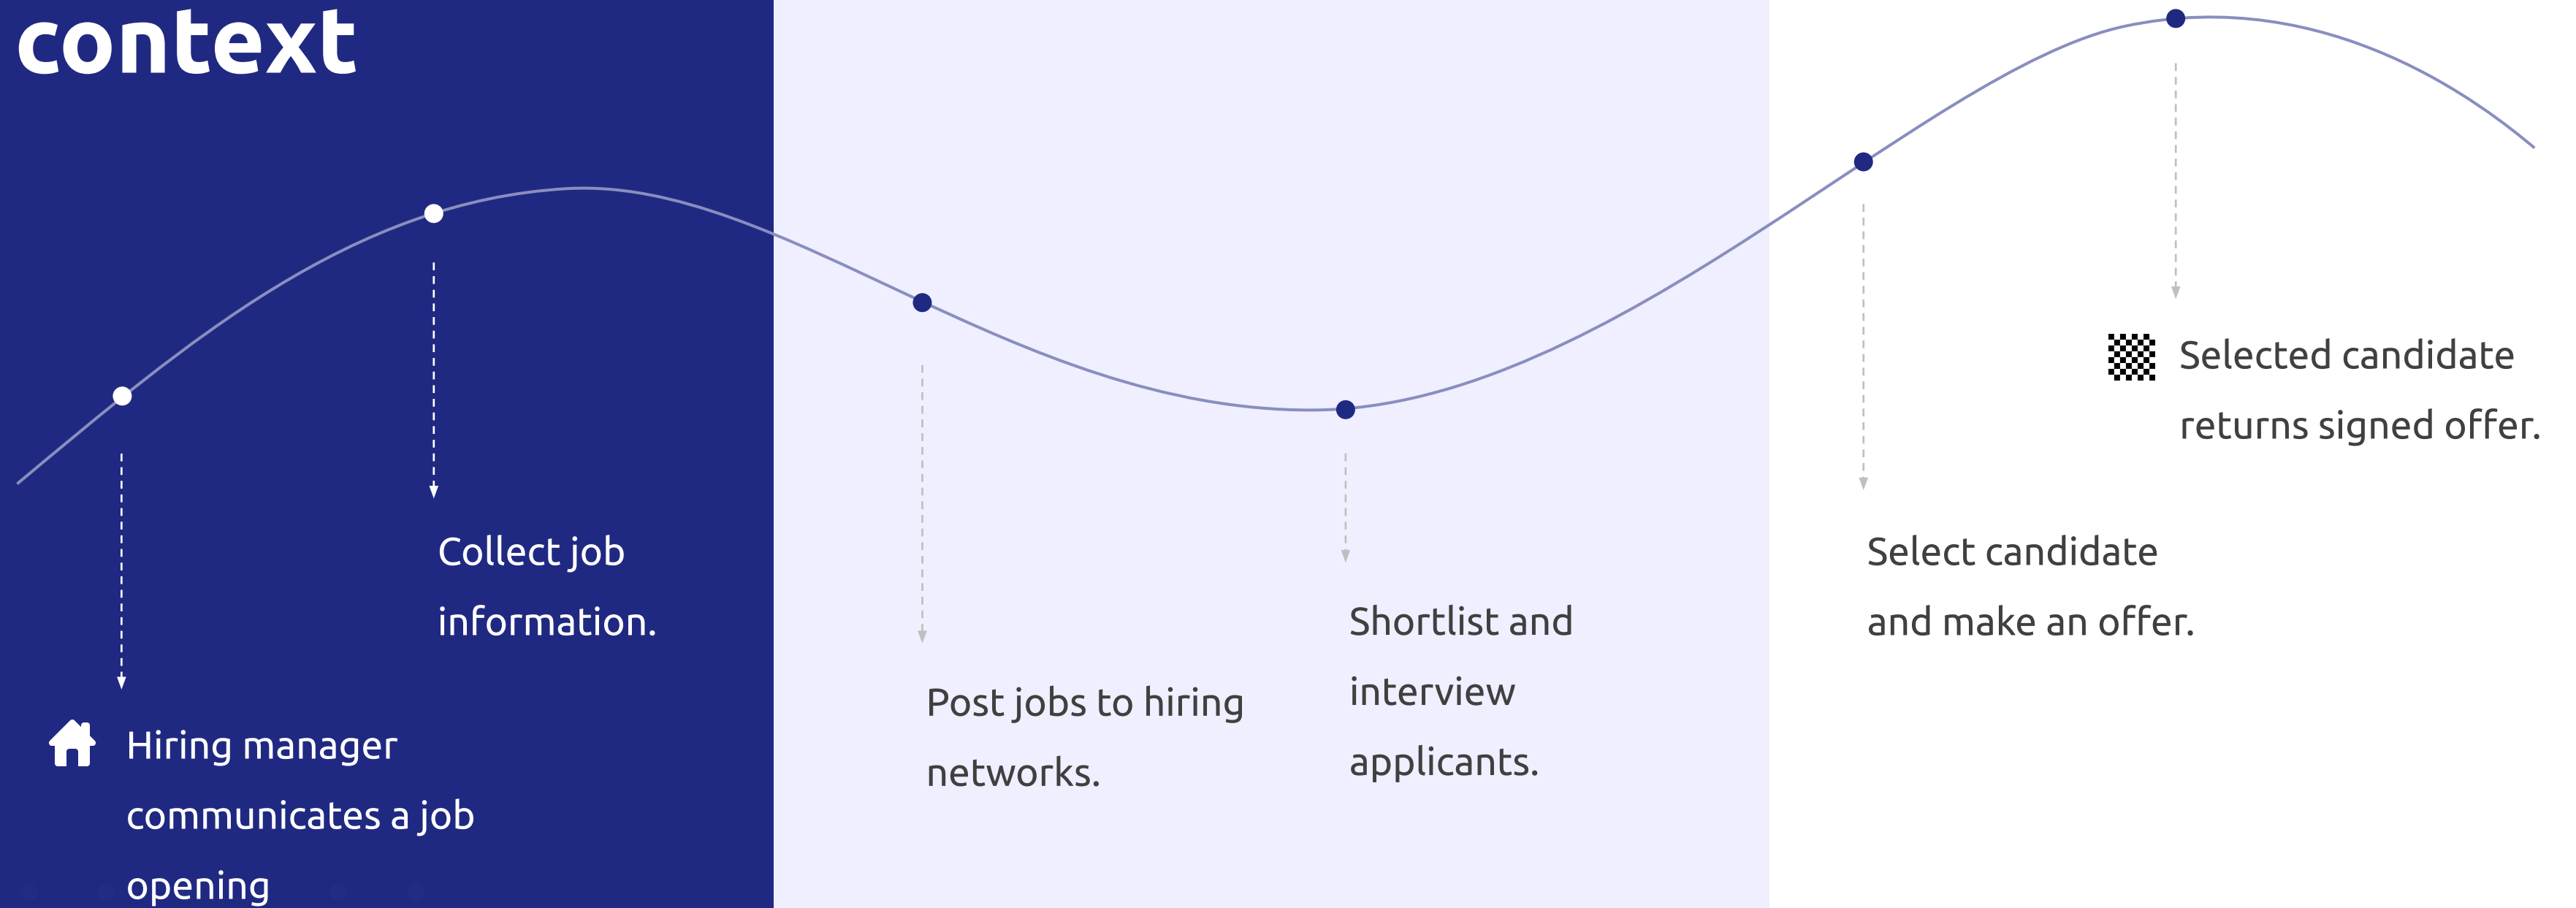 context
Hiring manager
communicates a job
opening
Collect job
information.
Post jobs to hiring
networks.
Shortlist and
interview
applicants.
Select candidate
and make an offer.
Selected candidate
returns signed offer.